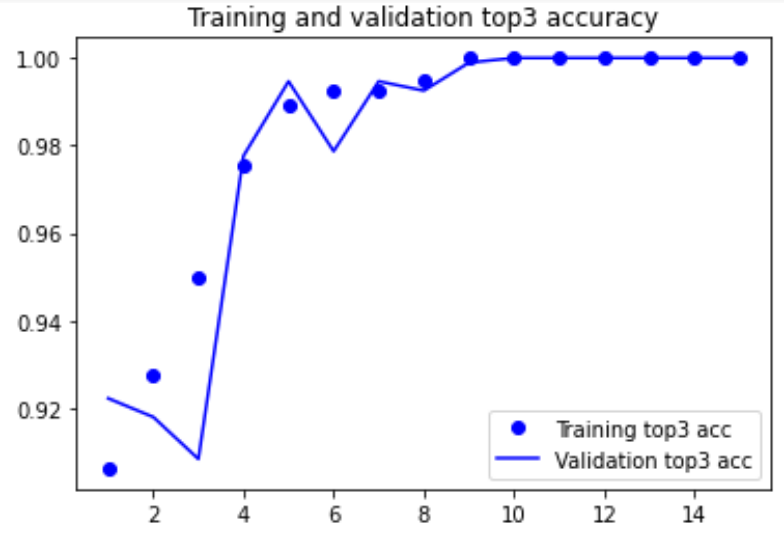 Training and validation top3 accuracy
1.00
0.98
0.96
0.94
0.92
Training top3 acc
Validation top3 acc
2 4 6 8 10 12 14